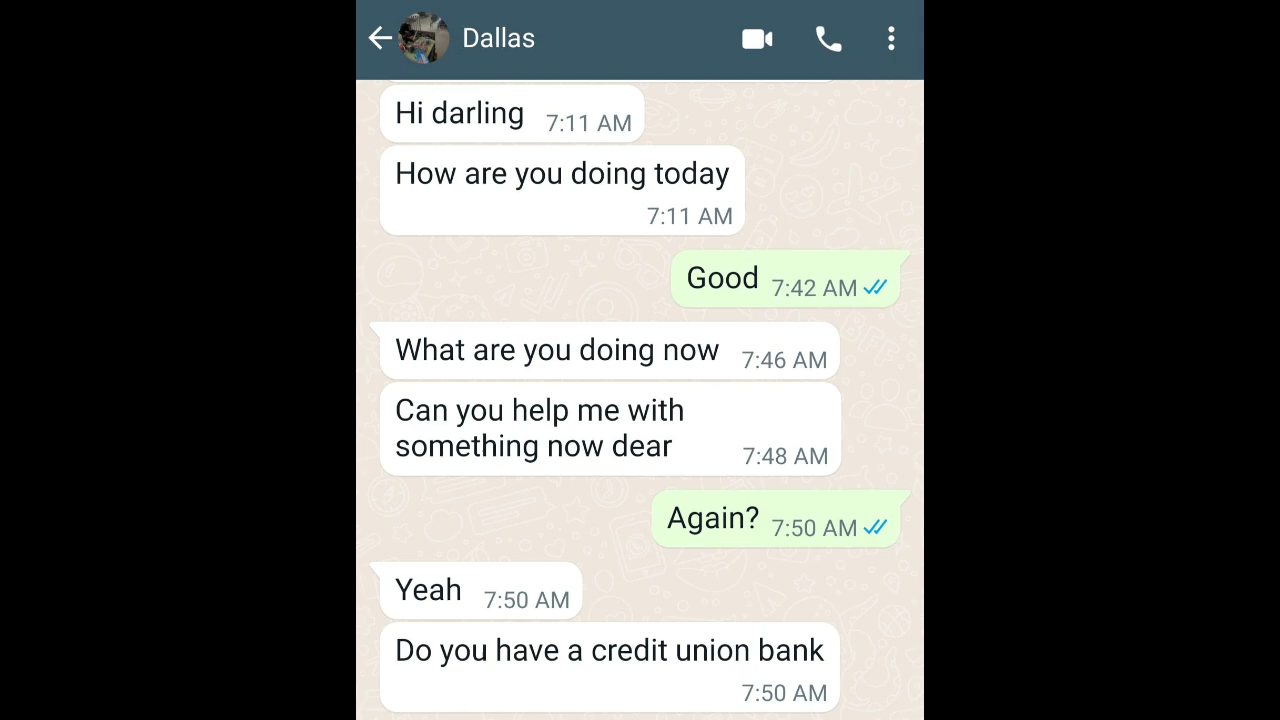 Dallas
Hi darling
7:11 AM
How are you doing today
7:11 AM
Good 7:42 AM
What are you doing now 7:46 AM
Can you help me with
something now dear 7:48 AM
Again? 7:50 AM
Yeah 7:50 AM
Do you have a credit union bank
7:50 AM